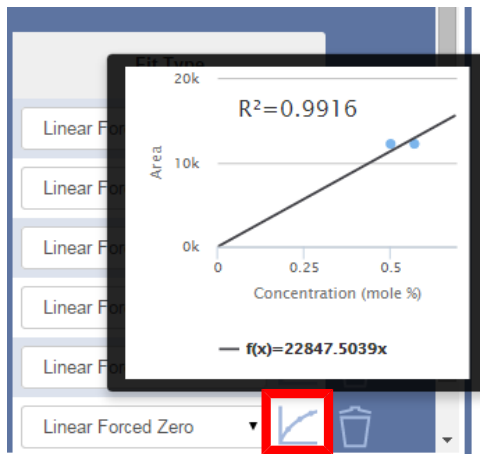 Fit Type
20k
R²=0.9916
Linear For
Area
10k
Linear For
Linear For
0k
0
0.25
0.5
Concentration (mole %)
Linear For
f(x)=22847.5039x
Linear For
Linear Forced Zero